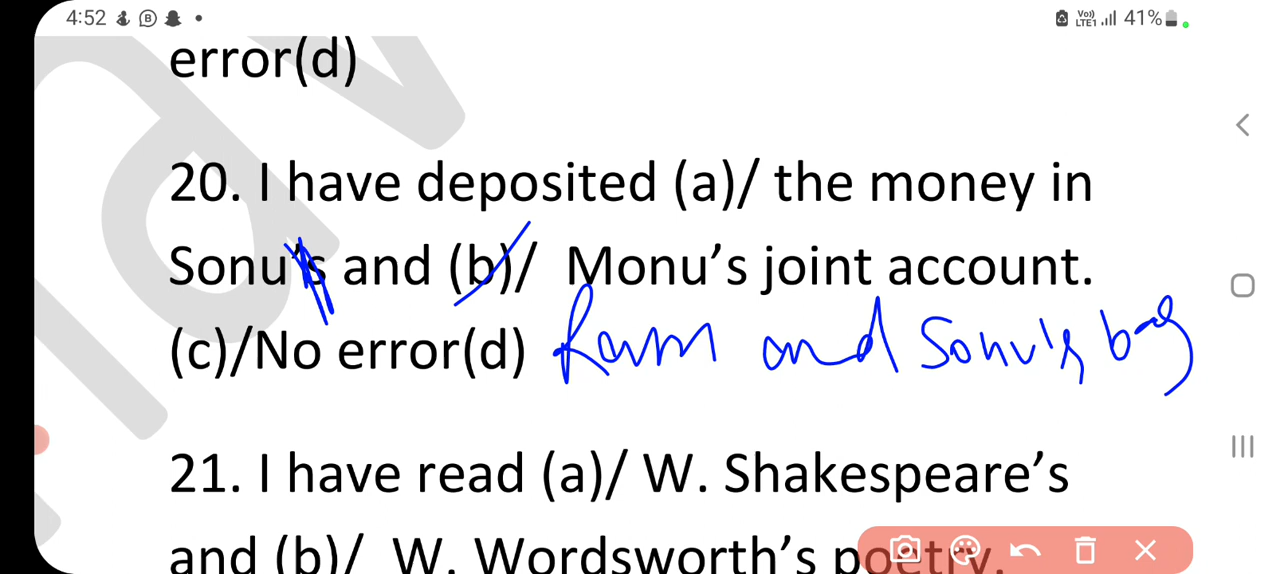 4:52 41%
error(d)
20. I have deposited (a)/ the money in
Sonu's and (b)/ Monu's joint account.
(c)/No error(d) Ram and Sonu's bag
21. I have read (a)/ W. Shakespeare's
and (b)/ W. Wordsworth's poetry.